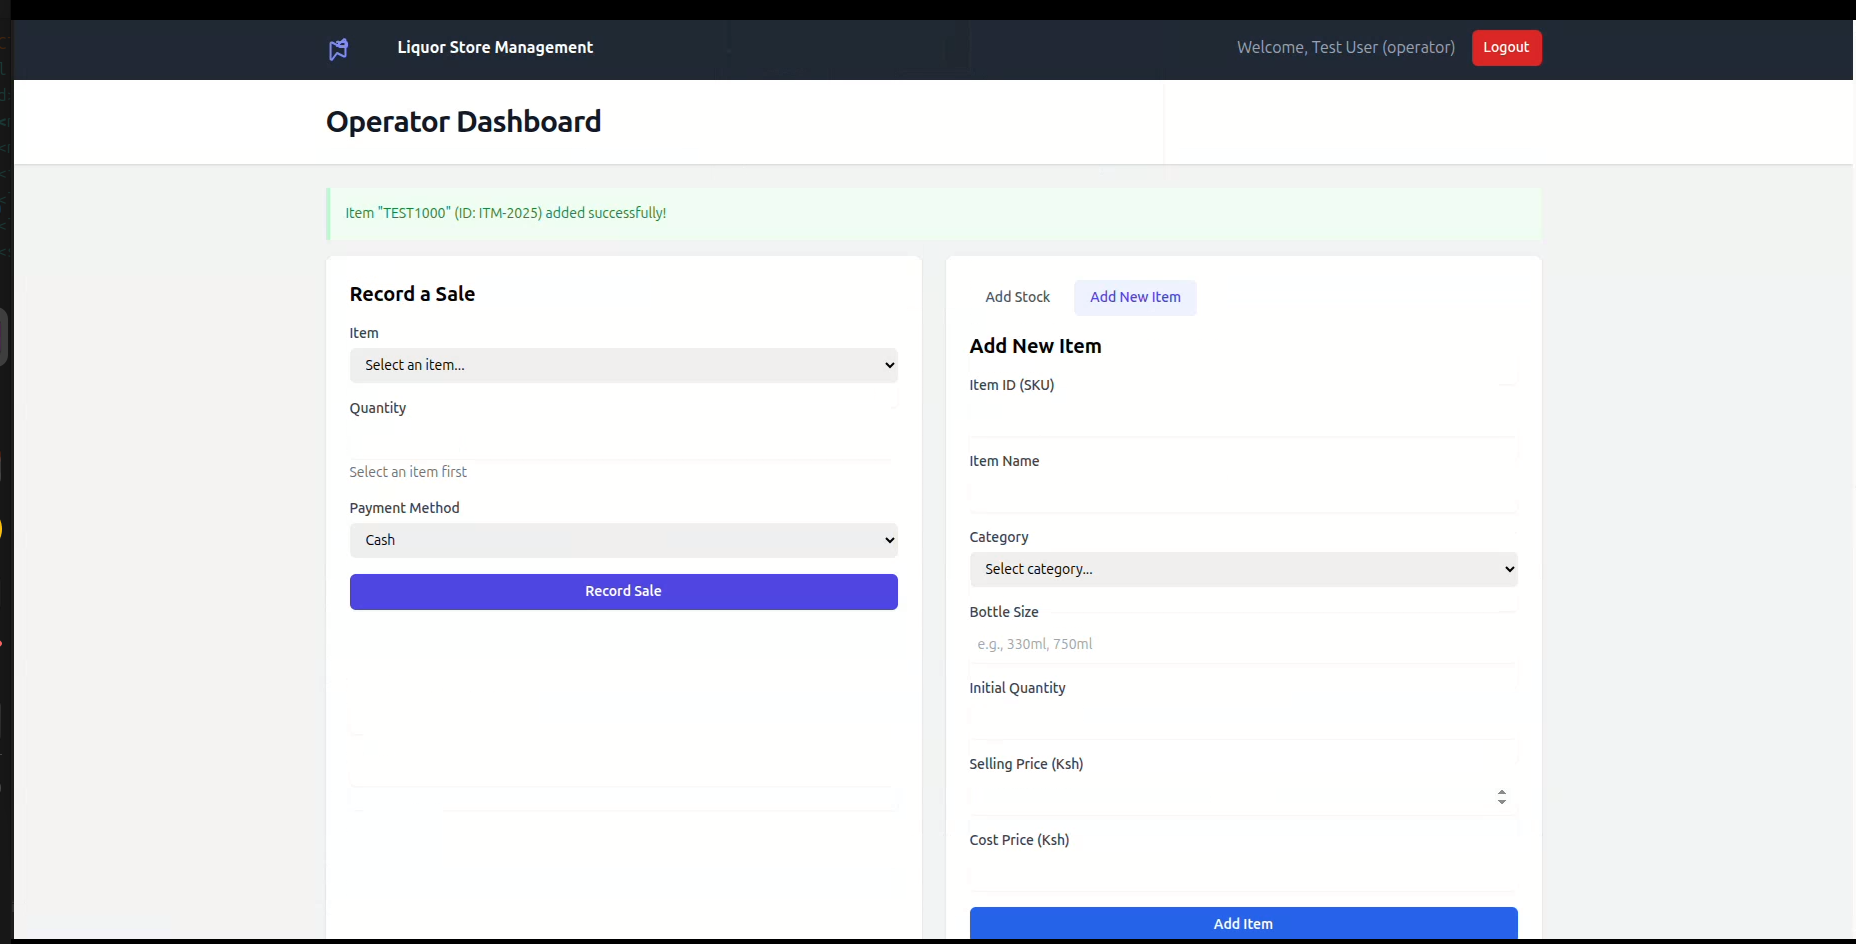 Liquor Store Management
Welcome, Test User (operator)
Logout
Operator Dashboard
Item "TEST1000" (ID: ITM-2025) added successfully!
Record a Sale
Item
Select an item...
Quantity
Select an item first
Payment Method
Cash
Record Sale
Add Stock
Add New Item
Add New Item
Item ID (SKU)
Item Name
Category
Select category...
Bottle Size
e.g., 330ml, 750ml
Initial Quantity
Selling Price (Ksh)
Cost Price (Ksh)
Add Item